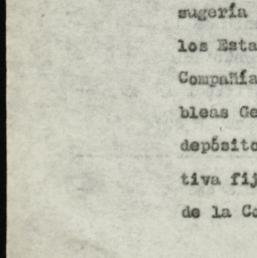 sugería
los Esta
Compañía
bleas Ge
depósito
tiva fij
de la Co